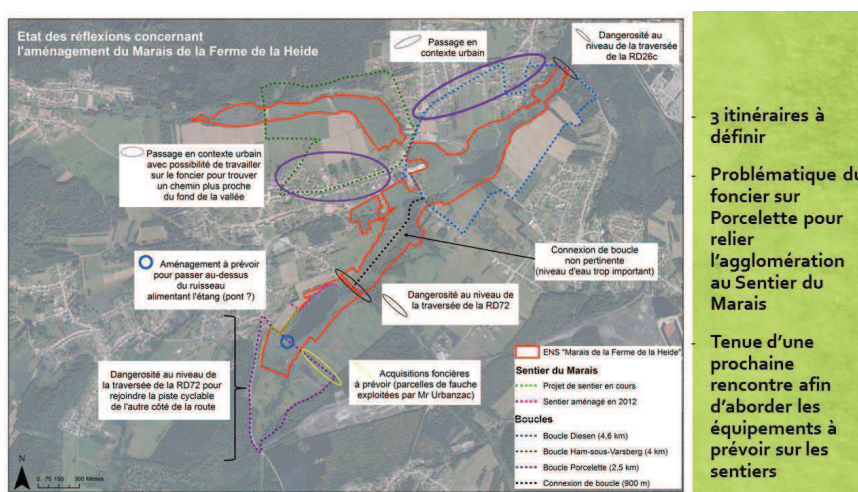 Etat des réflexions concernant
l'aménagement du Marais de la Ferme de la Heide
Passage en
contexte urbain
Dangerosité au
niveau de la traversée
de la RD26c
Passage en contexte urbain
avec possibilité de travailler
sur le foncier pour trouver
un chemin plus proche
du fond de la vallée
Aménagement à prévoir
pour passer au-dessus
du ruisseau
alimentant l'étang (pont ?)
Connexion de boucle
non pertinente
(niveau d'eau trop important)
Dangerosité au niveau de
la traversée de la RD72
Dangerosité au niveau de
la traversée de la RD72 pour
rejoindre la piste cyclable
de l'autre côté de la route
Acquisitions foncières
à prévoir (parcelles de fauche
exploitées par Mr Urbanzac)
ENS "Marais de la Ferme de la Heide"
Sentier du Marais
Projet de sentier en cours
Sentier aménagé en 2012
Boucles
Boucle Diesen (4,6 km)
Boucle Ham-sous-Varsberg (4 km)
Boucle Porcelette (2,5 km)
Connexion de boucle (900 m)
N
0 75 150 300 Mètres
- 3 itinéraires à
définir
- Problématique du
foncier sur
Porcelette pour
relier
l'agglomération
au Sentier du
Marais
- Tenue d'une
prochaine
rencontre afin
d'aborder les
équipements à
prévoir sur les
sentiers